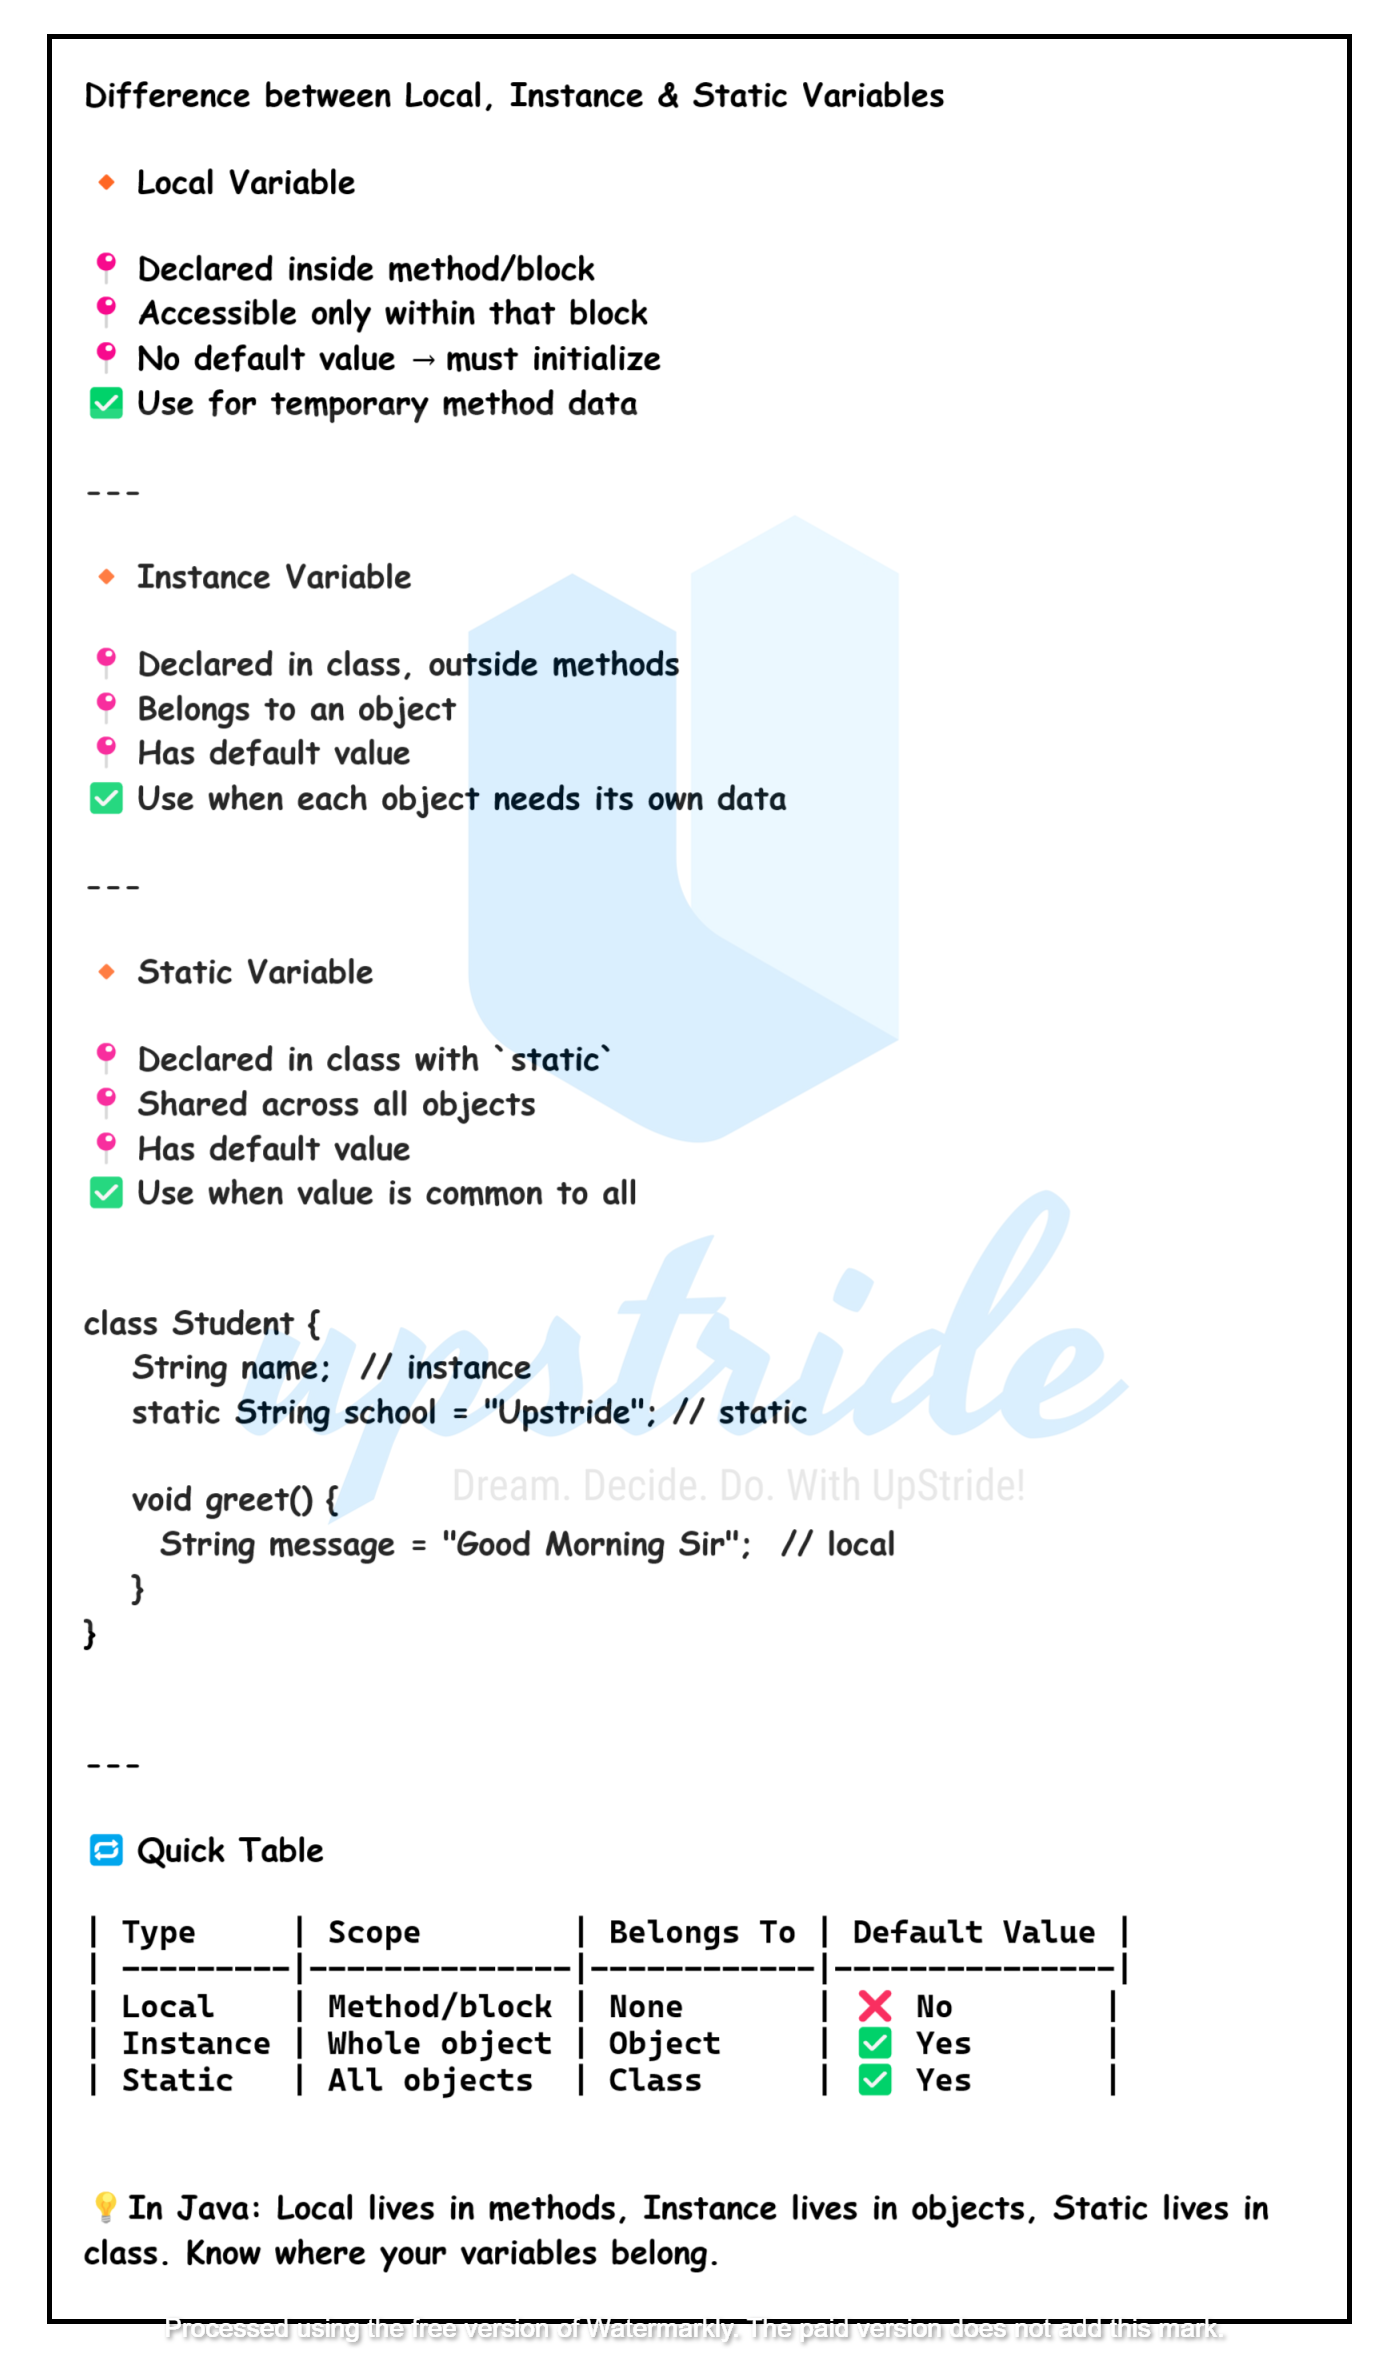 Difference between Local, Instance & Static Variables
🔸 Local Variable
📍 Declared inside method/block
📍 Accessible only within that block
📍 No default value → must initialize
✅ Use for temporary method data
---
🔸 Instance Variable
📍 Declared in class, outside methods
📍 Belongs to an object
📍 Has default value
✅ Use when each object needs its own data
---
🔸 Static Variable
📍 Declared in class with `static`
📍 Shared across all objects
📍 Has default value
✅ Use when value is common to all
class Student {
String name;  // instance
static String school = "Upstride"; // static
upstride
Dream. Decide. Do. With UpStride!
void greet() {
String message = "Good Morning Sir";  // local
}
}
---
🔁 Quick Table
| Type     | Scope        | Belongs To | Default Value |
| ---------|--------------|------------|---------------|
| Local    | Method/block | None       | ❌ No        |
| Instance | Whole object | Object     | ✅ Yes       |
| Static   | All objects  | Class      | ✅ Yes       |
💡In Java: Local lives in methods, Instance lives in objects, Static lives in
class. Know where your variables belong.
Processed using the free version of Watermarkly. The paid version does not add this mark.